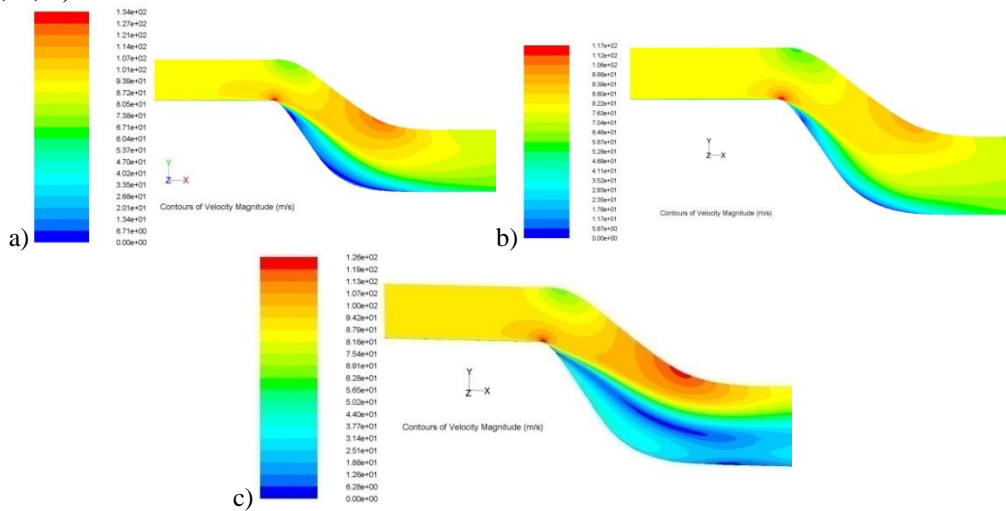 1.34e+02
1.27e+02
1.21e+02
1.14e+02
1.07e+02
1.01e+02
9.39e+01
8.72e+01
8.05e+01
7.38e+01
6.71e+01
6.04e+01
5.37e+01
4.70e+01
4.02e+01
3.35e+01
2.68e+01
2.01e+01
1.34e+01
6.71e+00
0.00e+00
Y
Z X
Contours of Velocity Magnitude (m/s)
a)
1.17e+02
1.12e+02
1.06e+02
9.98e+01
9.39e+01
8.80e+01
8.22e+01
7.63e+01
7.04e+01
6.46e+01
5.87e+01
5.28e+01
4.69e+01
4.11e+01
3.52e+01
2.93e+01
2.35e+01
1.76e+01
1.17e+01
5.87e+00
0.00e+00
Y
Z X
Contours of Velocity Magnitude (m/s)
b)
1.26e+02
1.19e+02
1.13e+02
1.07e+02
1.00e+02
9.42e+01
8.79e+01
8.16e+01
7.54e+01
6.91e+01
6.28e+01
5.65e+01
5.02e+01
4.40e+01
3.77e+01
3.14e+01
2.51e+01
1.88e+01
1.26e+01
6.28e+00
0.00e+00
Y
Z X
Contours of Velocity Magnitude (m/s)
c)